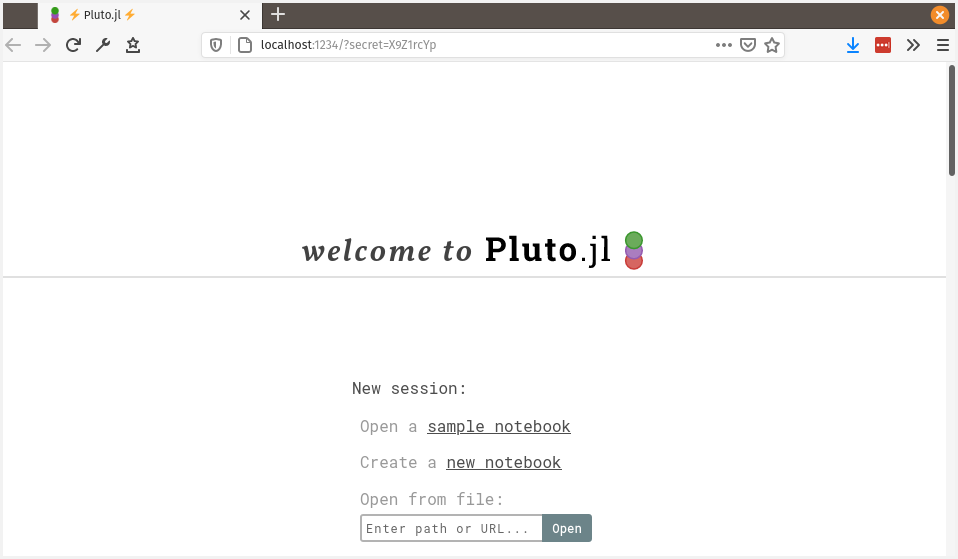 ⚡ Pluto.jl ⚡
localhost:1234/?secret=X9Z1rcYp
welcome to Pluto.jl
New session:
Open a sample notebook
Create a new notebook
Open from file:
Enter path or URL... Open